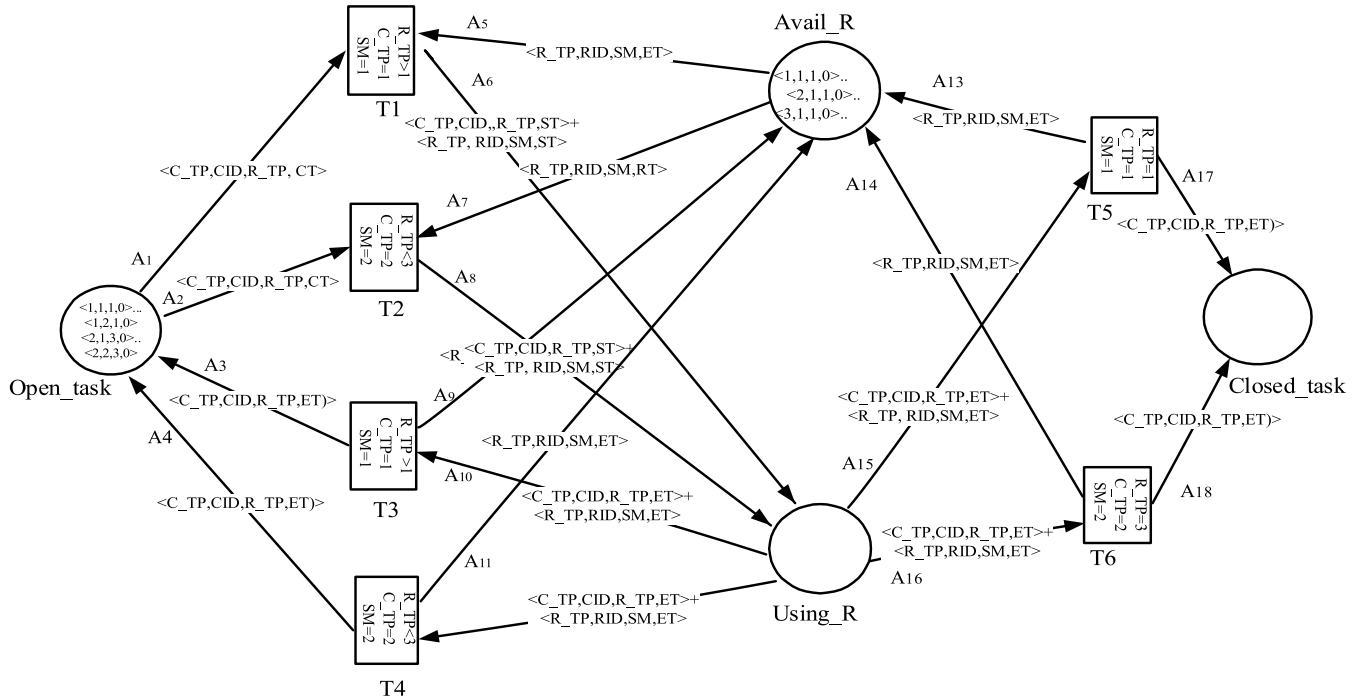 A5
R_TP>1
C_TP=1
SM=1
<R_TP,RID,SM,ET>
Avail_R
<1,1,1,0>..
<2,1,1,0>..
<3,1,1,0>..
T1
A6
<C_TP,CID,,R_TP,ST>+
<R_TP, RID,SM,ST>
A13
<R_TP,RID,SM,ET>
R_TP=1
C_TP=1
SM=1
T5
A17
<C_TP,CID,R_TP,ET)>
<C_TP,CID,R_TP, CT>
<R_TP,RID,SM,RT>
A7
A14
R_TP<3
C_TP=2
SM=2
T2
A1
A2
<C_TP,CID,R_TP,CT>
A8
<R_TP,RID,SM,ET>
<1,1,1,0>...
<1,2,1,0>
<2,1,3,0>..
<2,2,3,0>
Open_task
Closed_task
A3
<C_TP,CID,R_TP,ET)>
<R_
<C_TP,CID,R_TP,ST>+
<R_TP, RID,SM,ST>
A9
<C_TP,CID,R_TP,ET>+
<R_TP, RID,SM,ET>
<C_TP,CID,R_TP,ET)>
A4
R_TP>1
C_TP=1
SM=1
T3
<R_TP,RID,SM,ET>
A10
A15
<C_TP,CID,R_TP,ET>+
<R_TP,RID,SM,ET>
<C_TP,CID,R_TP,ET)>
A18
R_TP=3
C_TP=2
SM=2
T6
<C_TP,CID,R_TP,ET>+
<R_TP,RID,SM,ET>
A16
A11
Using_R
<C_TP,CID,R_TP,ET>+
<R_TP,RID,SM,ET>
R_TP<3
C_TP=2
SM=2
T4